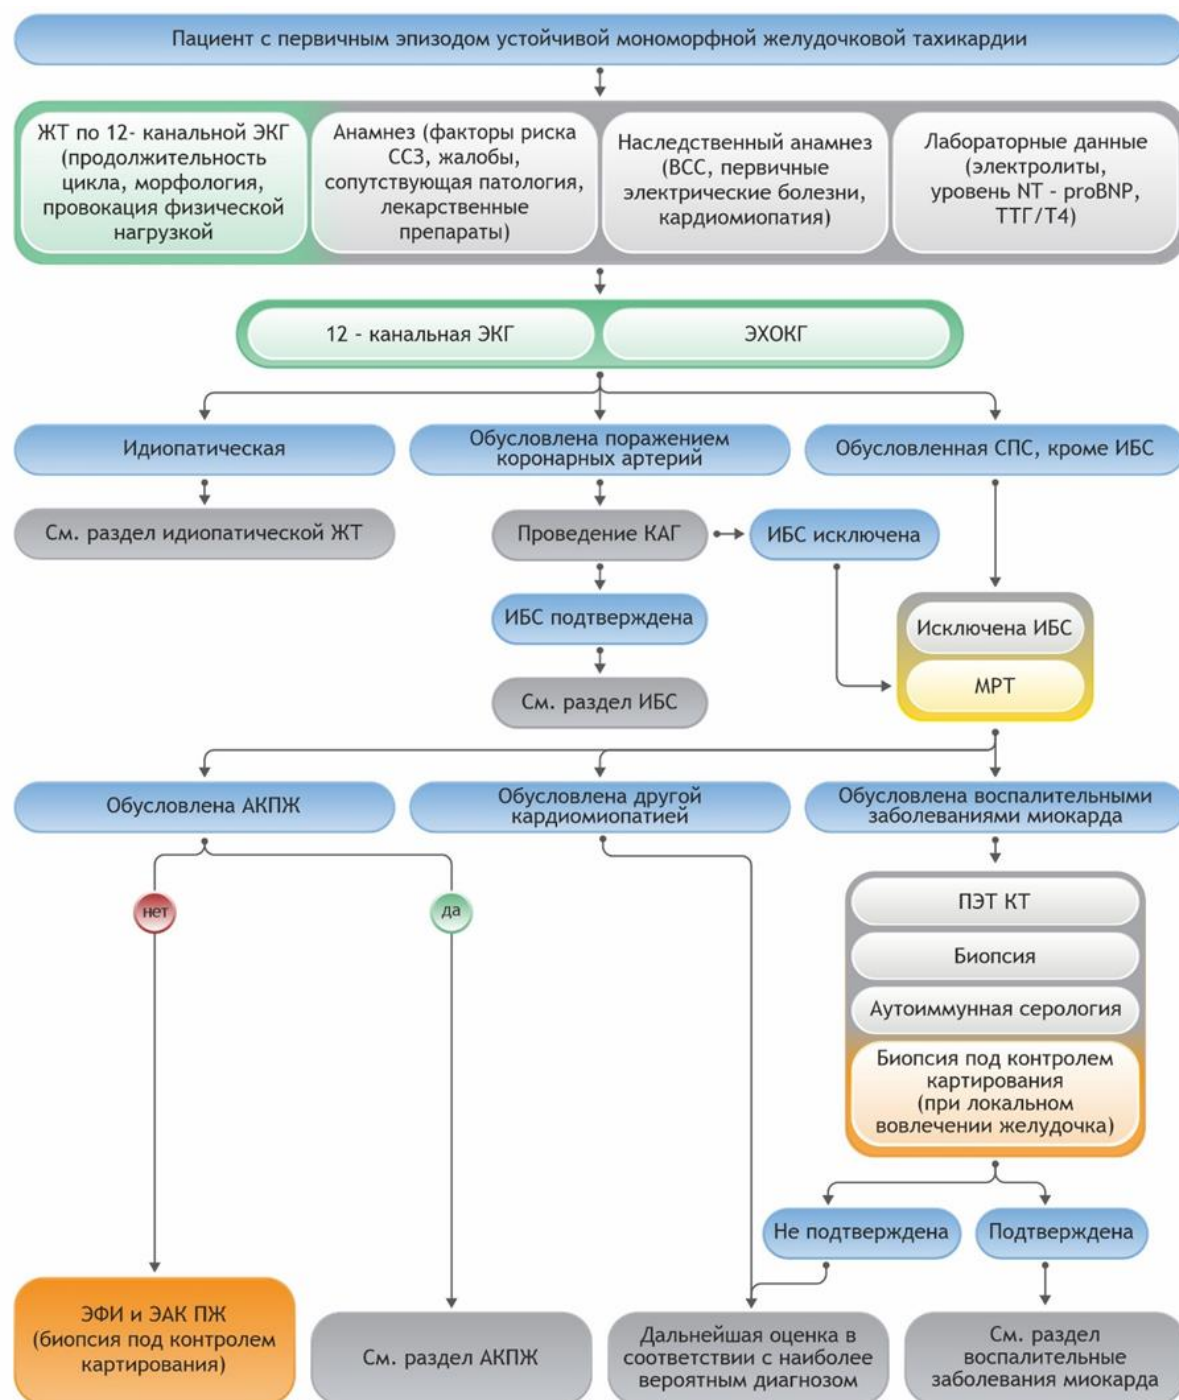 Пациент с первичным эпизодом устойчивой мономорфной желудочковой тахикардии
ЖТ по 12- канальной ЭКГ
(продолжительность
цикла, морфология,
провокация физической
нагрузкой
Анамнез (факторы риска
ССЗ, жалобы,
сопутствующая патология,
лекарственные
препараты)
Наследственный анамнез
(ВСС, первичные
электрические болезни,
кардиомиопатия)
Лабораторные данные
(электролиты,
уровень NT - proBNP,
ТТГ/Т4)
12 - канальная ЭКГ
ЭХОКГ
Идиопатическая
Обусловлена поражением
коронарных артерий
Обусловленная СПС, кроме ИБС
См. раздел идиопатической ЖТ
Проведение КАГ
ИБС исключена
ИБС подтверждена
Исключена ИБС
МРТ
См. раздел ИБС
Обусловлена АКПЖ
Обусловлена другой
кардиомиопатией
Обусловлена воспалительными
заболеваниями миокарда
нет
да
ПЭТ КТ
Биопсия
Аутоиммунная серология
Биопсия под контролем
картирования
(при локальном
вовлечении желудочка)
Не подтверждена
Подтверждена
ЭФИ и ЭАК ПЖ
(биопсия под контролем
картирования)
См. раздел АКПЖ
Дальнейшая оценка в
соответствии с наиболее
вероятным диагнозом
См. раздел
воспалительные
заболевания миокарда